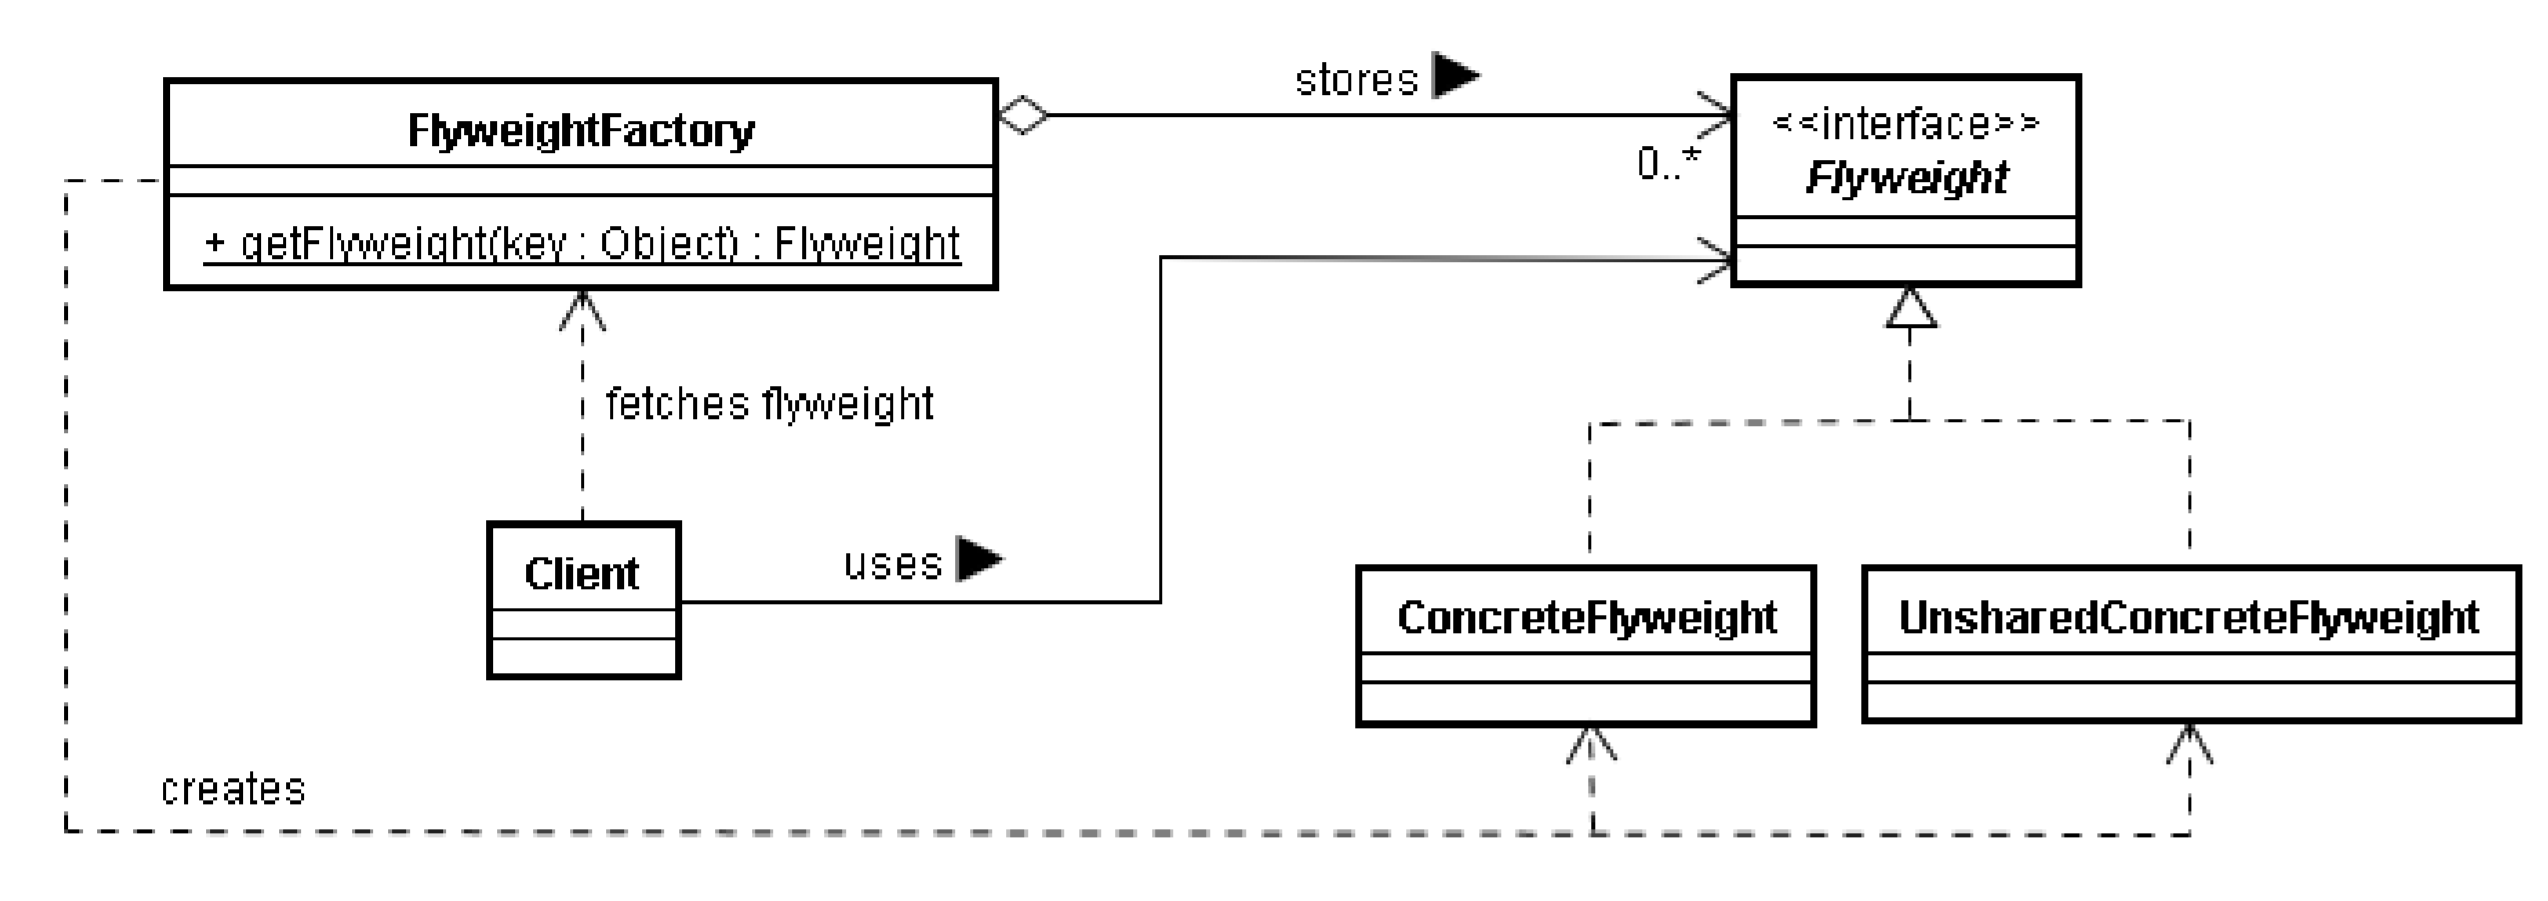 FlyweightFactory
+ getFlyweight(key : Object) : Flyweight
stores
0..*
<<interface>>
Flyweight
fetches flyweight
Client
uses
ConcreteFlyweight
UnsharedConcreteFlyweight
creates